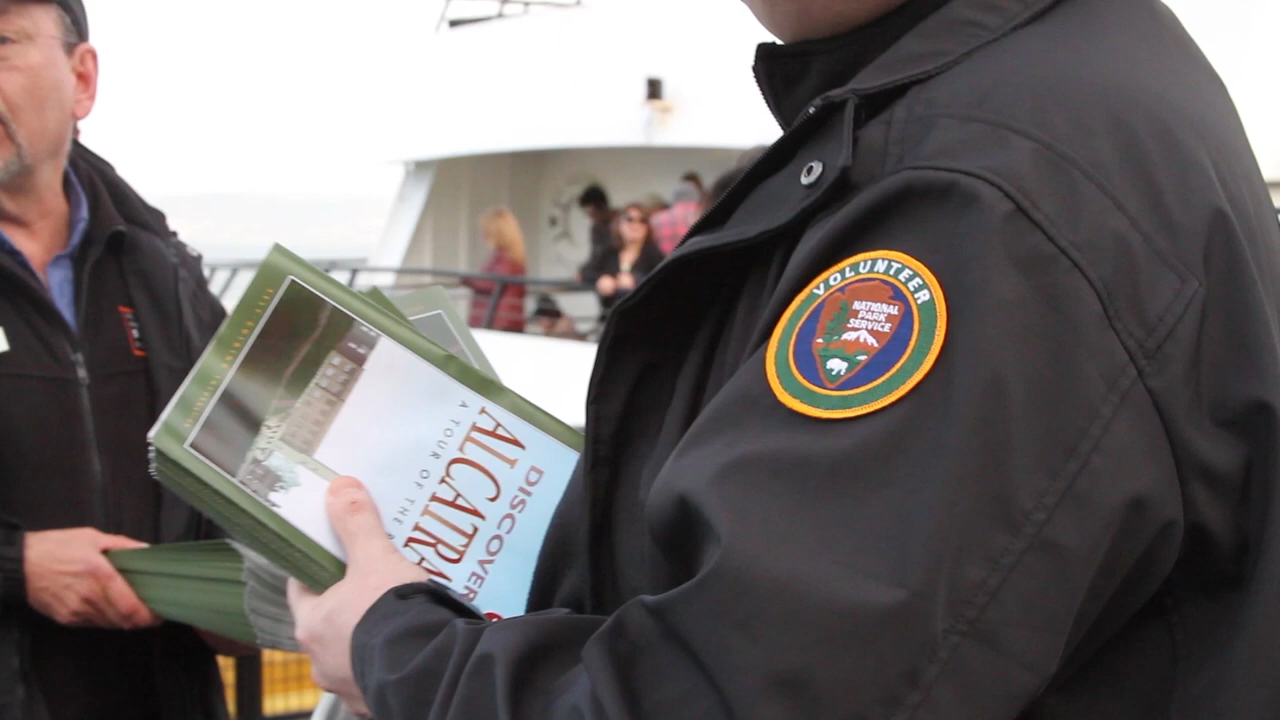 VOLUNTEER
NATIONAL
PARK
SERVICE
DISCOVER
ALCATRA
A TOUR OF THE